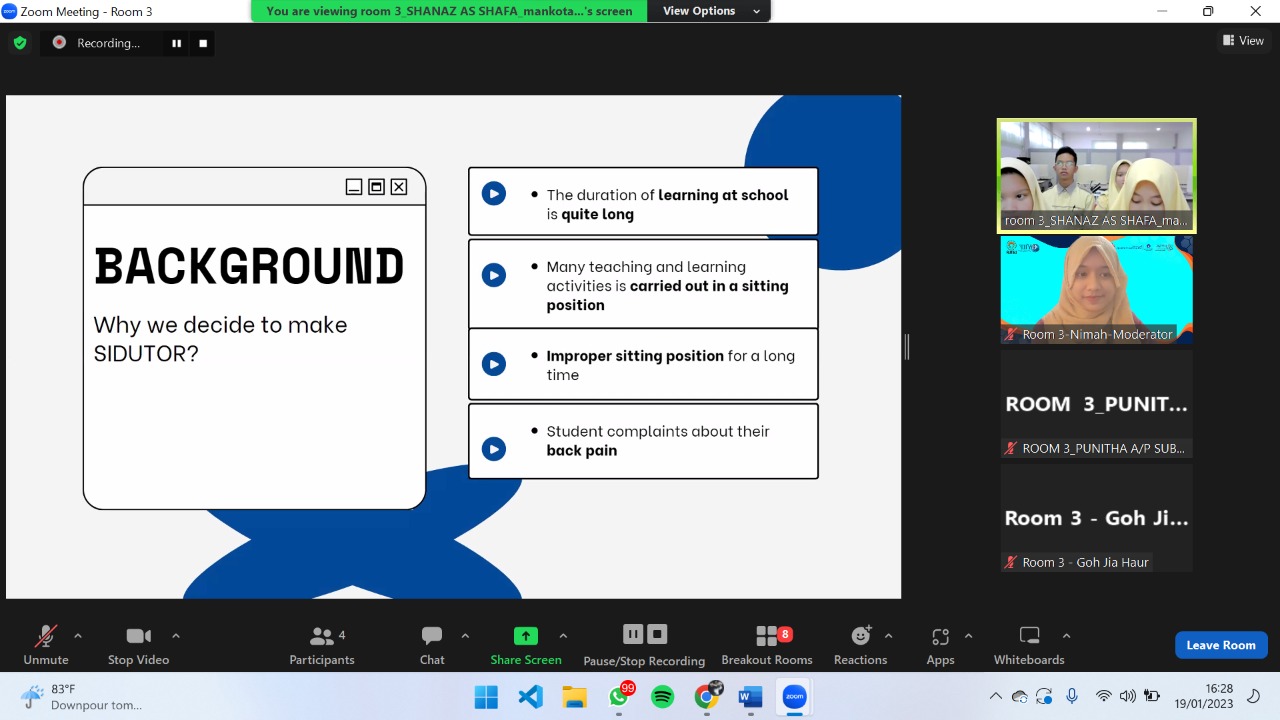 Zoom Meeting - Room 3
You are viewing room 3_SHANAZ AS SHAFA_mankota...'s screen
View Options
Recording...
View
BACKGROUND
Why we decide to make
SIDUTOR?
The duration of learning at school
is quite long
Many teaching and learning
activities is carried out in a sitting
position
Improper sitting position for a long
time
Student complaints about their
back pain
room 3_SHANAZ AS SHAFA_ma...
Room 3-Nimah-Moderator
ROOM 3_PUNIT...
ROOM 3_PUNITHA A/P SUB...
Room 3 - Goh Ji...
Room 3 - Goh Jia Haur
Unmute
Stop Video
4
Participants
Chat
Share Screen
Pause/Stop Recording
8
Breakout Rooms
Reactions
Apps
Whiteboards
Leave Room
83°F
Downpour tom...
99
zoom
16:28
19/01/2023